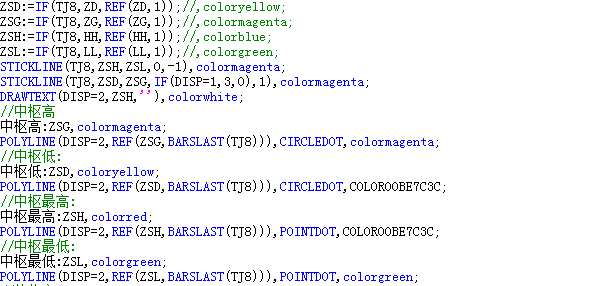 ZSD:=IF(TJ8,ZD,REF(ZD,1));//,coloryellow;
ZSG:=IF(TJ8,ZG,REF(ZG,1));//,colormagenta;
ZSH:=IF(TJ8,HH,REF(HH,1));//,colorblue;
ZSL:=IF(TJ8,LL,REF(LL,1));//,colorgreen;
STICKLINE(TJ8,ZSH,ZSL,0,-1),colormagenta;
STICKLINE(TJ8,ZSD,ZSG,IF(DISP=1,3,0),1),colormagenta;
DRAWTEXT(DISP=2,ZSH,''),colorwhite;
//中枢高
中枢高:ZSG,colormagenta;
POLYLINE(DISP=2,REF(ZSG,BARSLAST(TJ8))),CIRCLEDOT,colormagenta;
//中枢低:
中枢低:ZSD,coloryellow;
POLYLINE(DISP=2,REF(ZSD,BARSLAST(TJ8))),CIRCLEDOT,COLOR00BE7C3C;
//中枢最高:
中枢最高:ZSH,colorred;
POLYLINE(DISP=2,REF(ZSH,BARSLAST(TJ8))),POINTDOT,COLOR00BE7C3C;
//中枢最低:
中枢最低:ZSL,colorgreen;
POLYLINE(DISP=2,REF(ZSL,BARSLAST(TJ8))),POINTDOT,colorgreen;